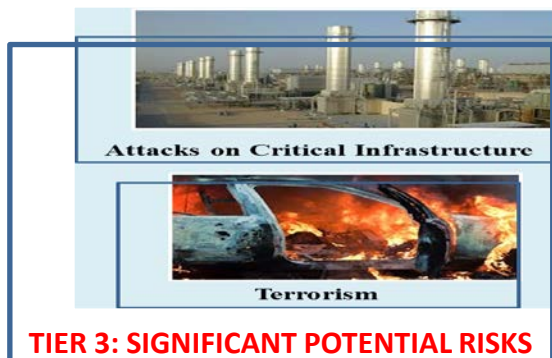 Attacks on Critical Infrastructure
Terrorism
TIER 3: SIGNIFICANT POTENTIAL RISKS